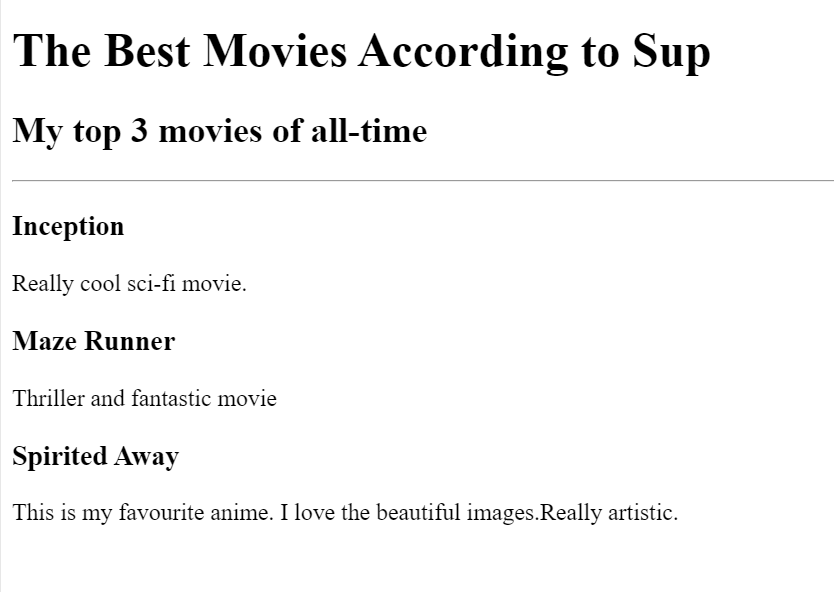 The Best Movies According to Sup
My top 3 movies of all-time
Inception
Really cool sci-fi movie.
Maze Runner
Thriller and fantastic movie
Spirited Away
This is my favourite anime. I love the beautiful images.Really artistic.